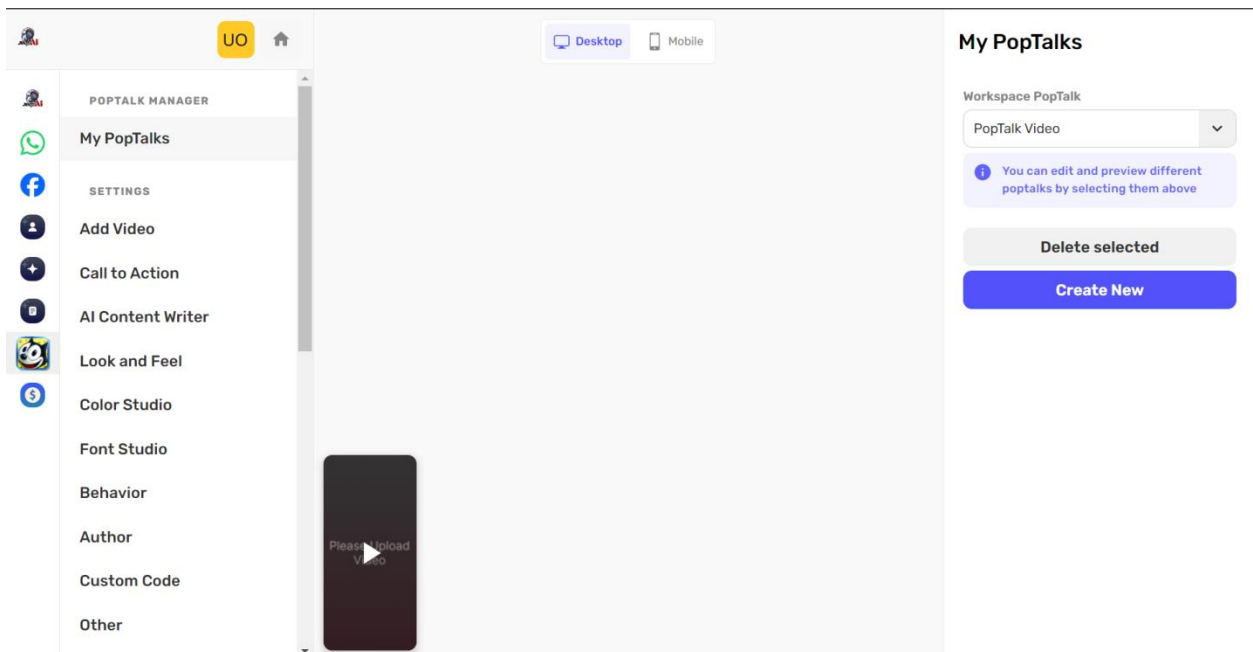 UO
Desktop
Mobile
POPTALK MANAGER
My PopTalks
SETTINGS
Add Video
Call to Action
AI Content Writer
Look and Feel
Color Studio
Font Studio
Behavior
Author
Custom Code
Other
Please Upload
Video
My PopTalks
Workspace PopTalk
PopTalk Video
You can edit and preview different
poptalks by selecting them above
Delete selected
Create New